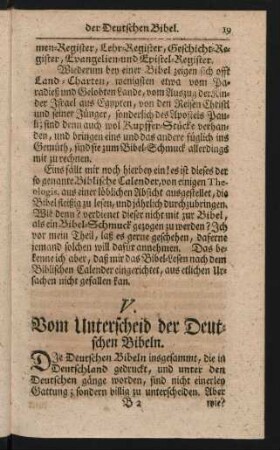 der Deutschen Bibel. 19
men-Register, Lehr-Register, Geschicht-Re-
gister, Evangelien-und Epistel-Register.
Wiederum bey einer Bibel zeigen sich offt
Land-Charten, wenigsten etwa vom Pa-
radieß und Gelobten Lande, vom Auszug der Kin-
der Jsrael aus Egypten, von den Reisen Christi
und seiner Jünger, sonderlich des Apostels Pau-
li; sind denn auch wol Kupffer-Stücke verhan-
den, und bringen eins und das andere füglich ins
Gemüth, sind sie zum Bibel-Schmuck allerdings
mit zu rechnen.
Eins fällt mir noch hierbey ein! es ist dieses der
so genante Biblische Calender, von einigen Theo-
logis, aus einer löblichen Absicht ausgestellet, die
Bibel fleißig zu lesen, und jährlich durchzubringen.
Wie denn? verdienet dieser nicht mit zur Bibel,
als ein Bibel-Schmuck gezogen zu werden? Jch
vor mein Theil, laß es gerne geschehen, daferne
jemand solchen will dafür annehmen. Das be-
kenne ich aber, daß mir das Bibel-Lesen nach dem
Biblischen Calender eingerichtet, aus etlichen Ur-
sachen nicht gefallen kan.
V.
Vom Unterscheid der Deut-
schen Bibeln.
DJe Deutschen Bibeln insgesammt, die in
Deutschland gedruckt, und unter den
Deutschen gänge worden, sind nicht einerley
Gattung; sondern billig zu unterscheiden. Aber
B 2 wie?